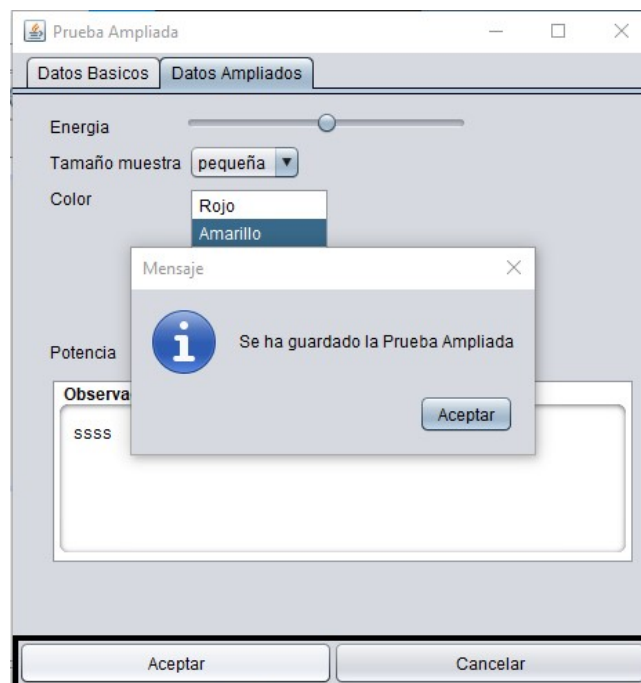 Prueba Ampliada
Datos Basicos Datos Ampliados
Energia
Tamaño muestra pequeña
Color Rojo
Amarillo
Mensaje
Se ha guardado la Prueba Ampliada
Aceptar
Potencia
ssss
Aceptar Cancelar